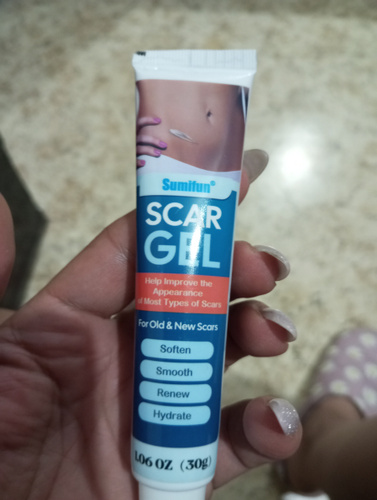 Sumifun®
SCAR
GEL
Help Improve the
Appearance
of Most Types of Scars
For Old & New Scars
Soften
Smooth
Renew
Hydrate
1.06 OZ (30g)